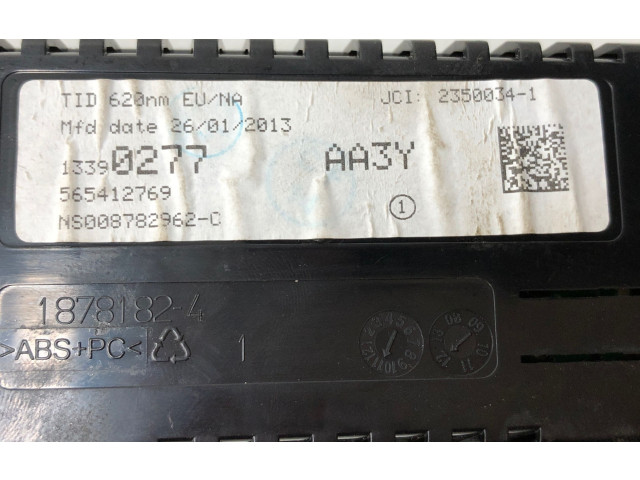 TID 620nm EU/NA JCI: 2350034-1
Mfd date 26/01/2013
13390277 AA3Y
565412769
NS008782962-C 1
1878182-4
>ABS+PC< 1